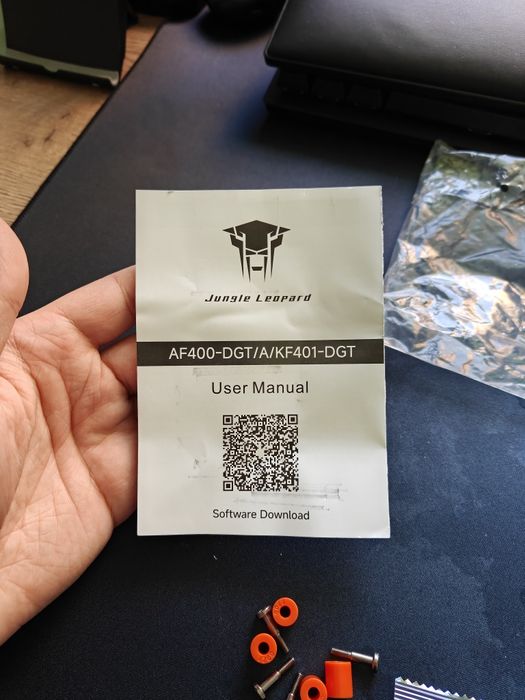 Jungle Leopard
AF400-DGT/A/KF401-DGT
User Manual
Software Download